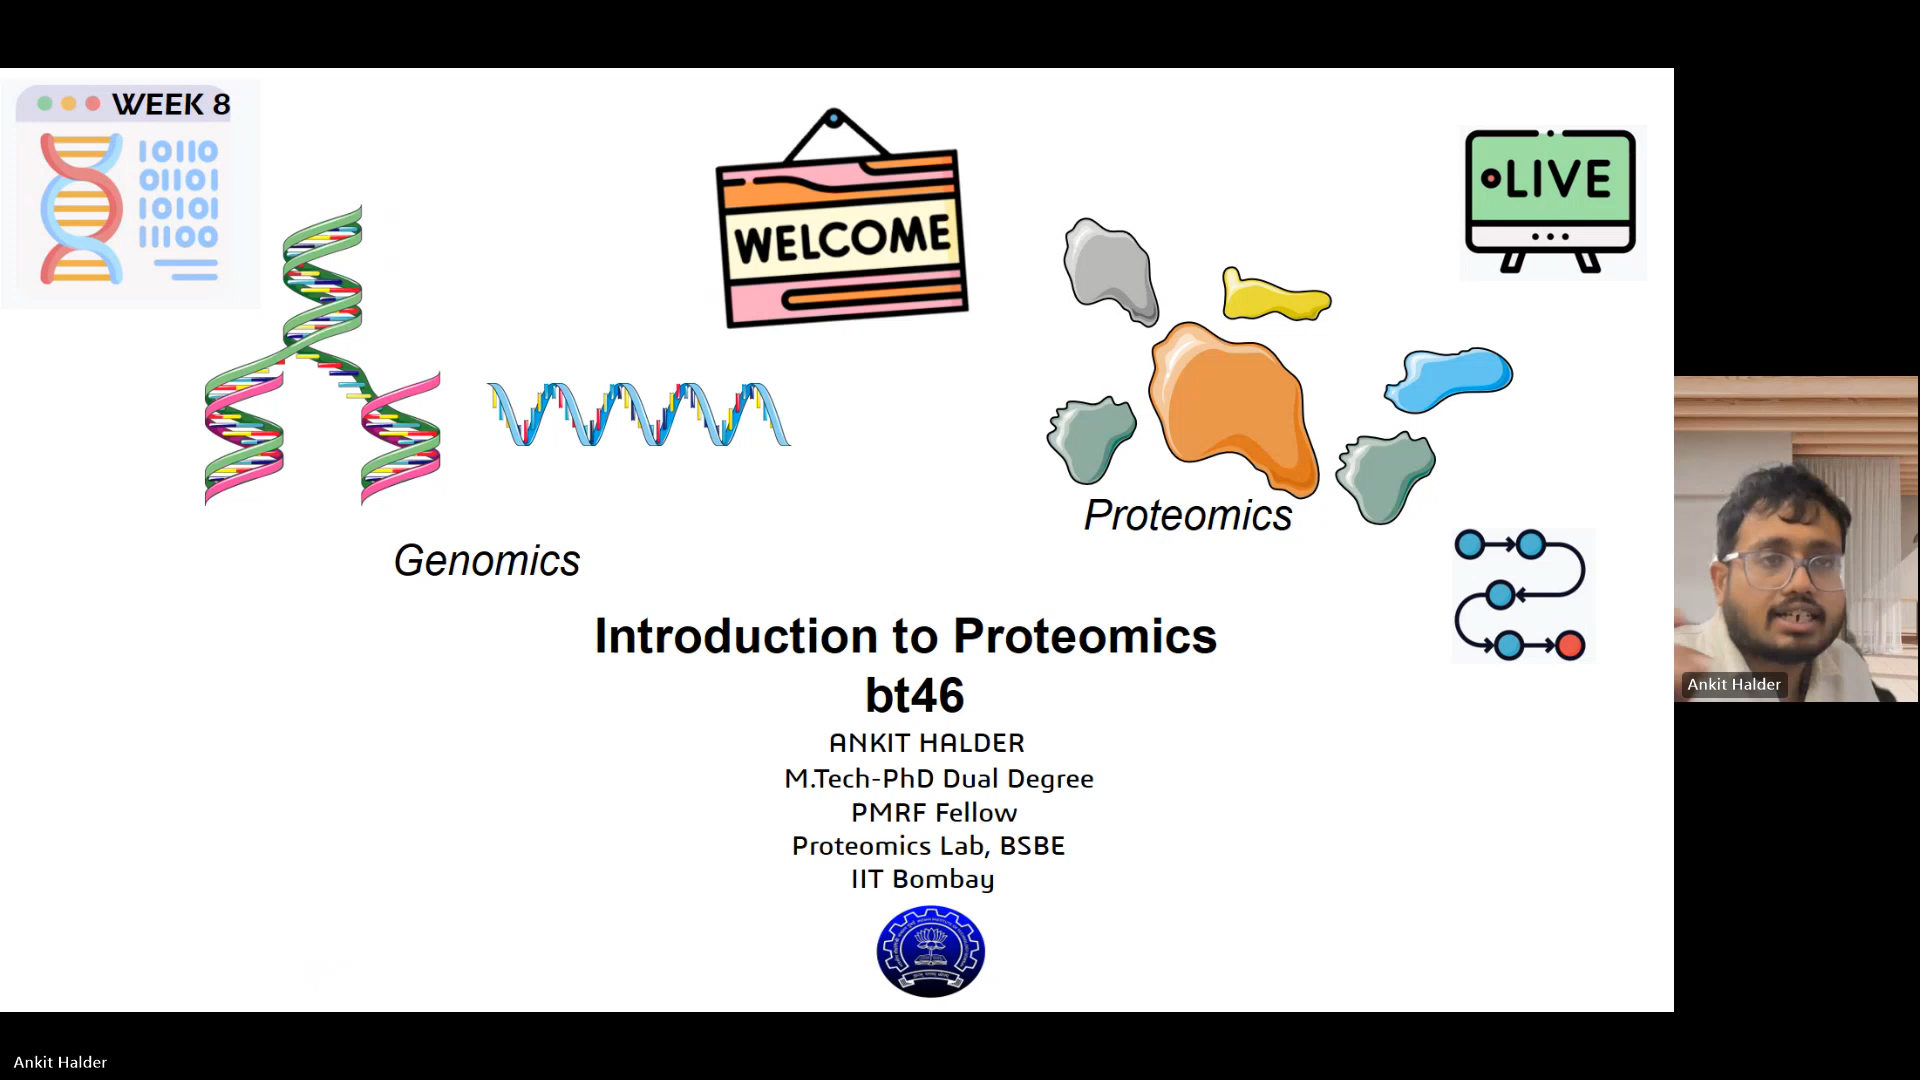 WEEK 8
10110
01101
10101
11100
WELCOME
LIVE
Proteomics
Genomics
Introduction to Proteomics
bt46
ANKIT HALDER
M.Tech-PhD Dual Degree
PMRF Fellow
Proteomics Lab, BSBE
IIT Bombay
Ankit Halder
Ankit Halder